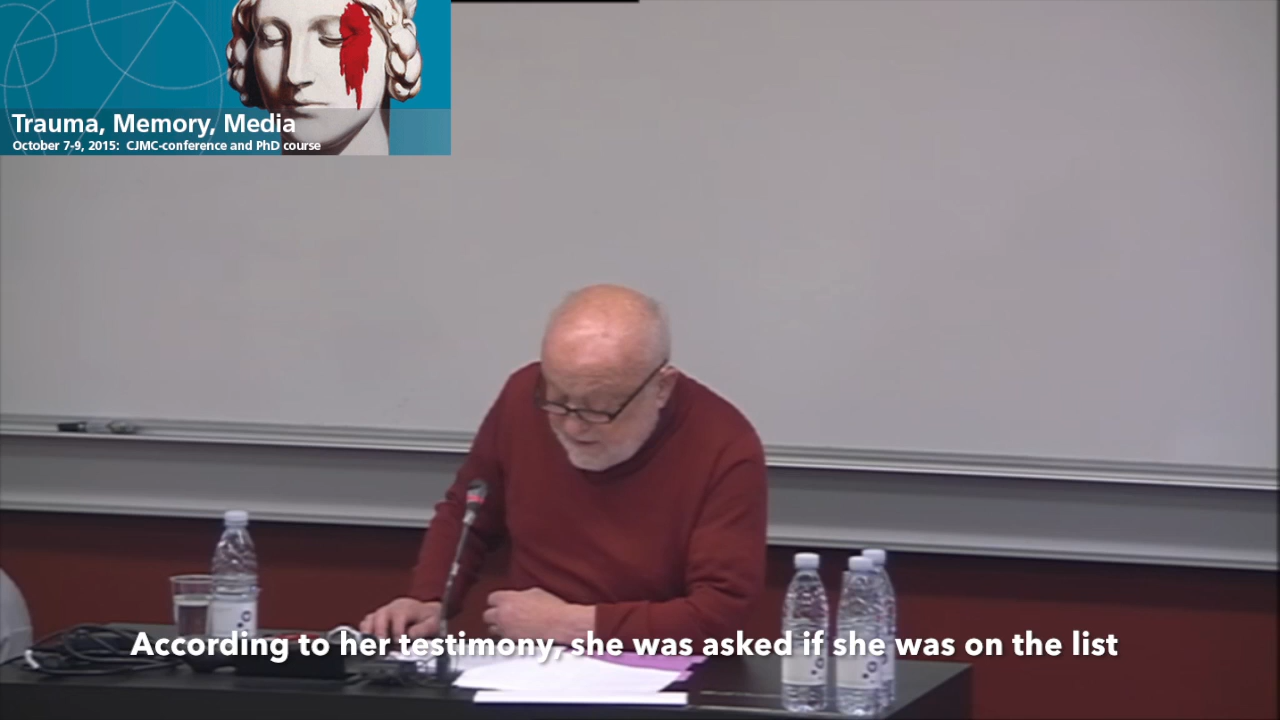 Trauma, Memory, Media
October 7-9, 2015: CJMC-conference and PhD course
According to her testimony, she was asked if she was on the list